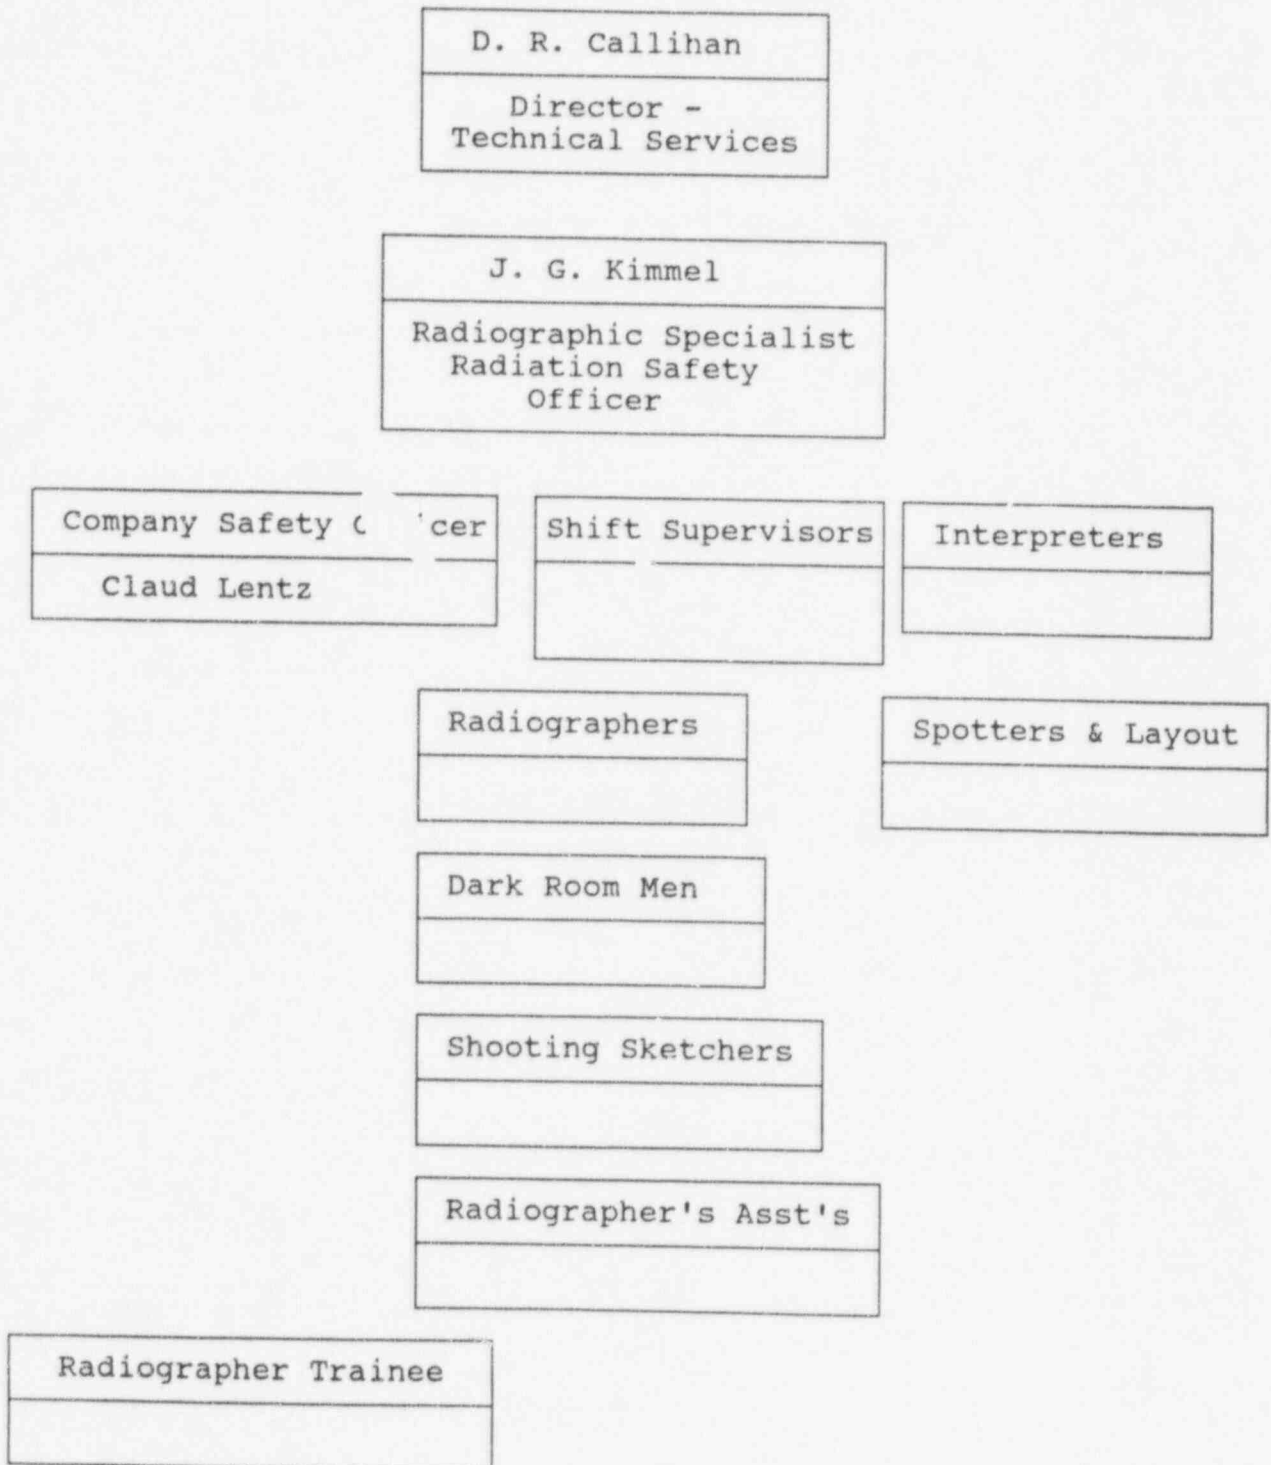 D. R. Callihan
Director -
Technical Services
J. G. Kimmel
Radiographic Specialist
Radiation Safety
Officer
Company Safety
Claud Lentz
Shift Supervisors
Interpreters
Radiographers
Spotters & Layout
Dark Room Men
Shooting Sketchers
Radiographer's Asst's
Radiographer Trainee